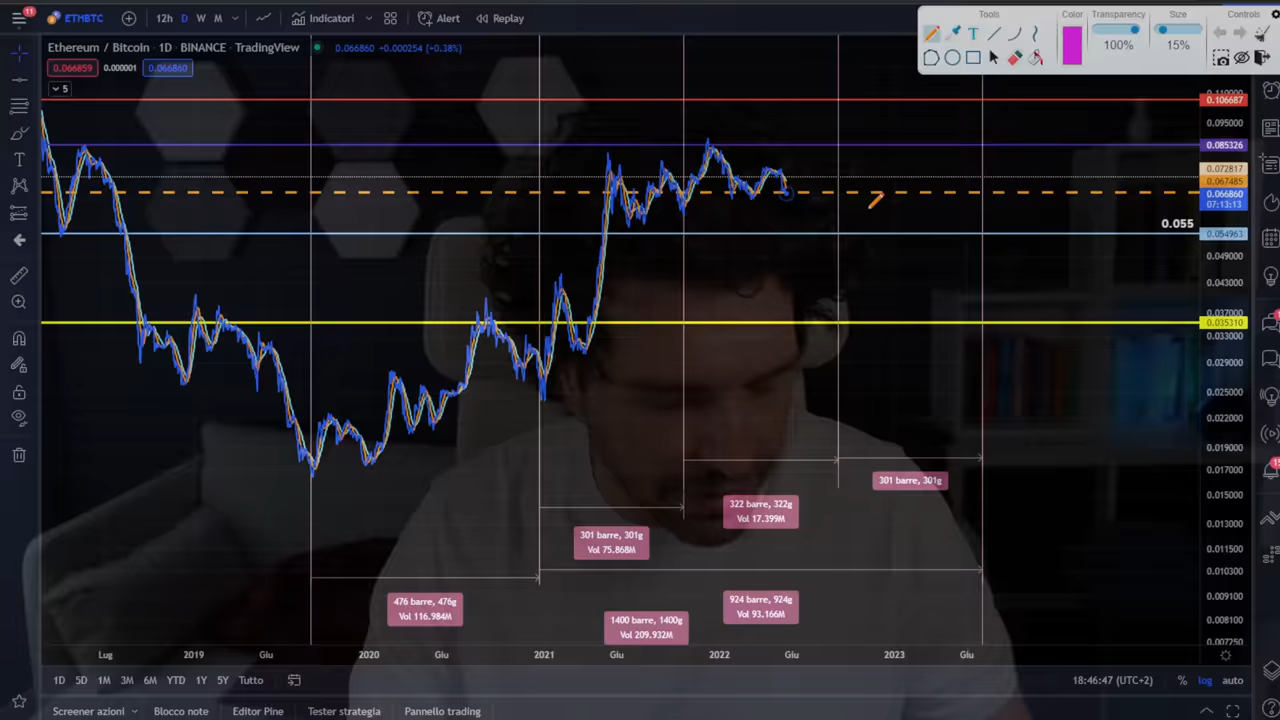 11
ETHBTC
12h D W M
Indicatori
Alert
Replay
Tools
Color
Transparency
Size
Controls
100%
15%
Ethereum / Bitcoin · 1D · BINANCE · TradingView
0.066860 +0.000254 (+0.38%)
0.066859
0.000001
0.066860
5
0.110000
0.106687
0.095000
0.085326
0.072817
0.067485
0.066860
07:13:13
0.055
0.054963
0.049000
0.043000
0.037000
0.035310
0.033000
0.029000
0.025000
0.022000
0.019000
0.017000
0.015000
0.013000
0.011500
0.010300
0.009100
0.008100
0.007250
301 barre, 301g
322 barre, 322g
Vol 17.399M
301 barre, 301g
Vol 75.868M
476 barre, 476g
Vol 116.984M
924 barre, 924g
Vol 93.166M
1400 barre, 1400g
Vol 209.932M
Lug 2019 Giu 2020 Giu 2021 Giu 2022 Giu 2023 Giu
1D 5D 1M 3M 6M YTD 1Y 5Y Tutto
18:46:47 (UTC+2) % log auto
Screener azioni
Blocco note
Editor Pine
Tester strategia
Pannello trading